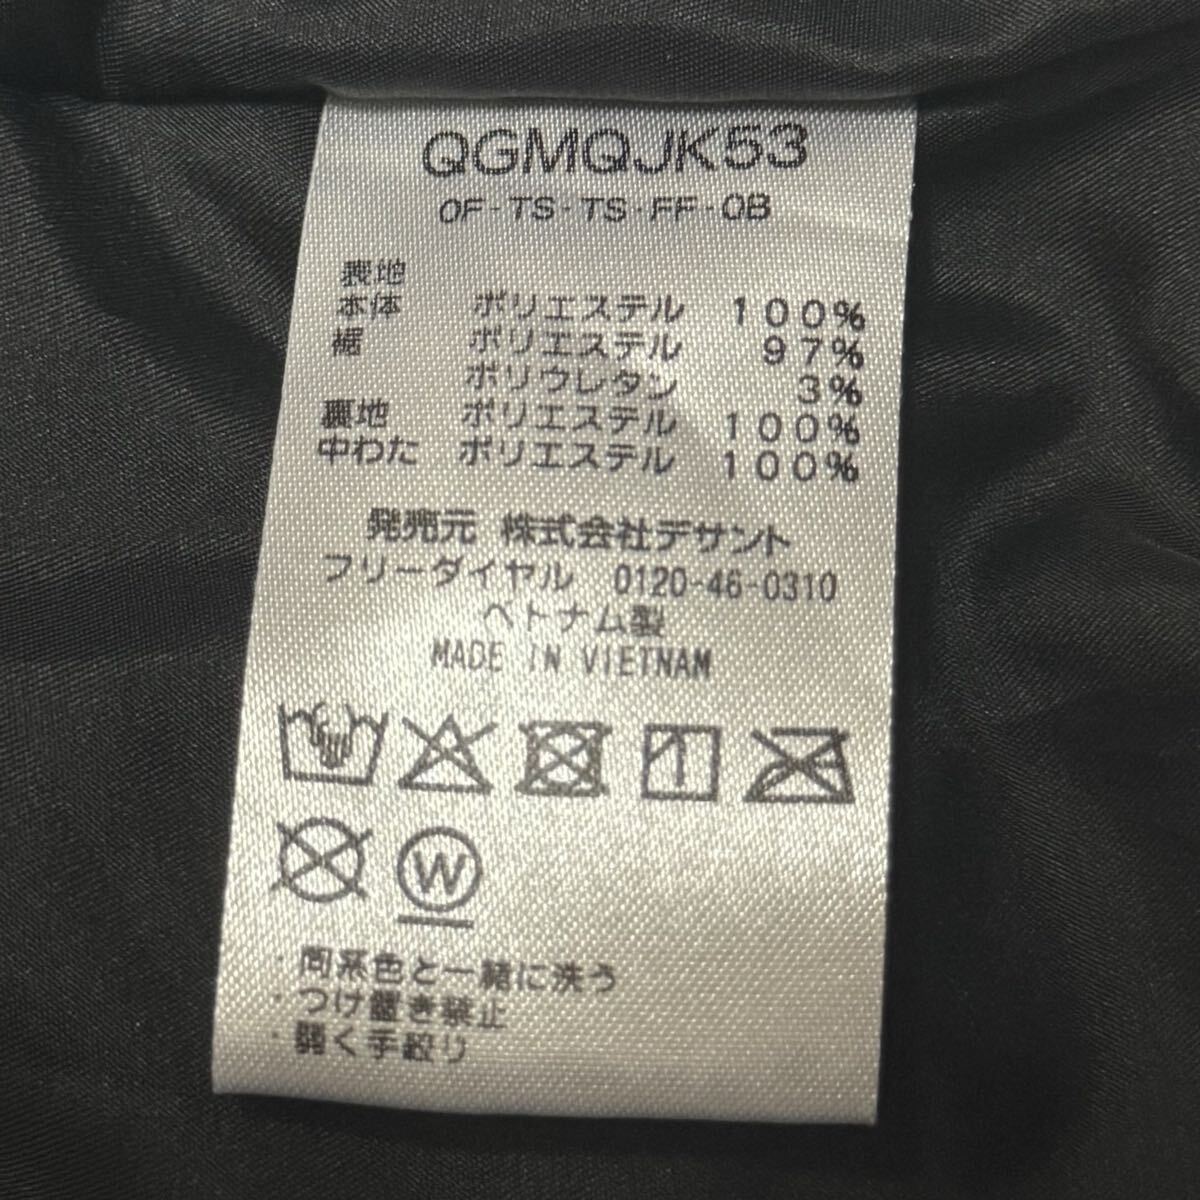 QGMQJK53
OF-TS-TS-FF-OB
表地
本体 ポリエステル 100%
裾 ポリエステル 97%
ポリウレタン 3%
裏地 ポリエステル 100%
中わた ポリエステル 100%
発売元 株式会社デサント
フリーダイヤル 0120-46-0310
ベトナム製
MADE IN VIETNAM
W
・同系色と一緒に洗う
・つけ置き禁止
・弱く手絞り